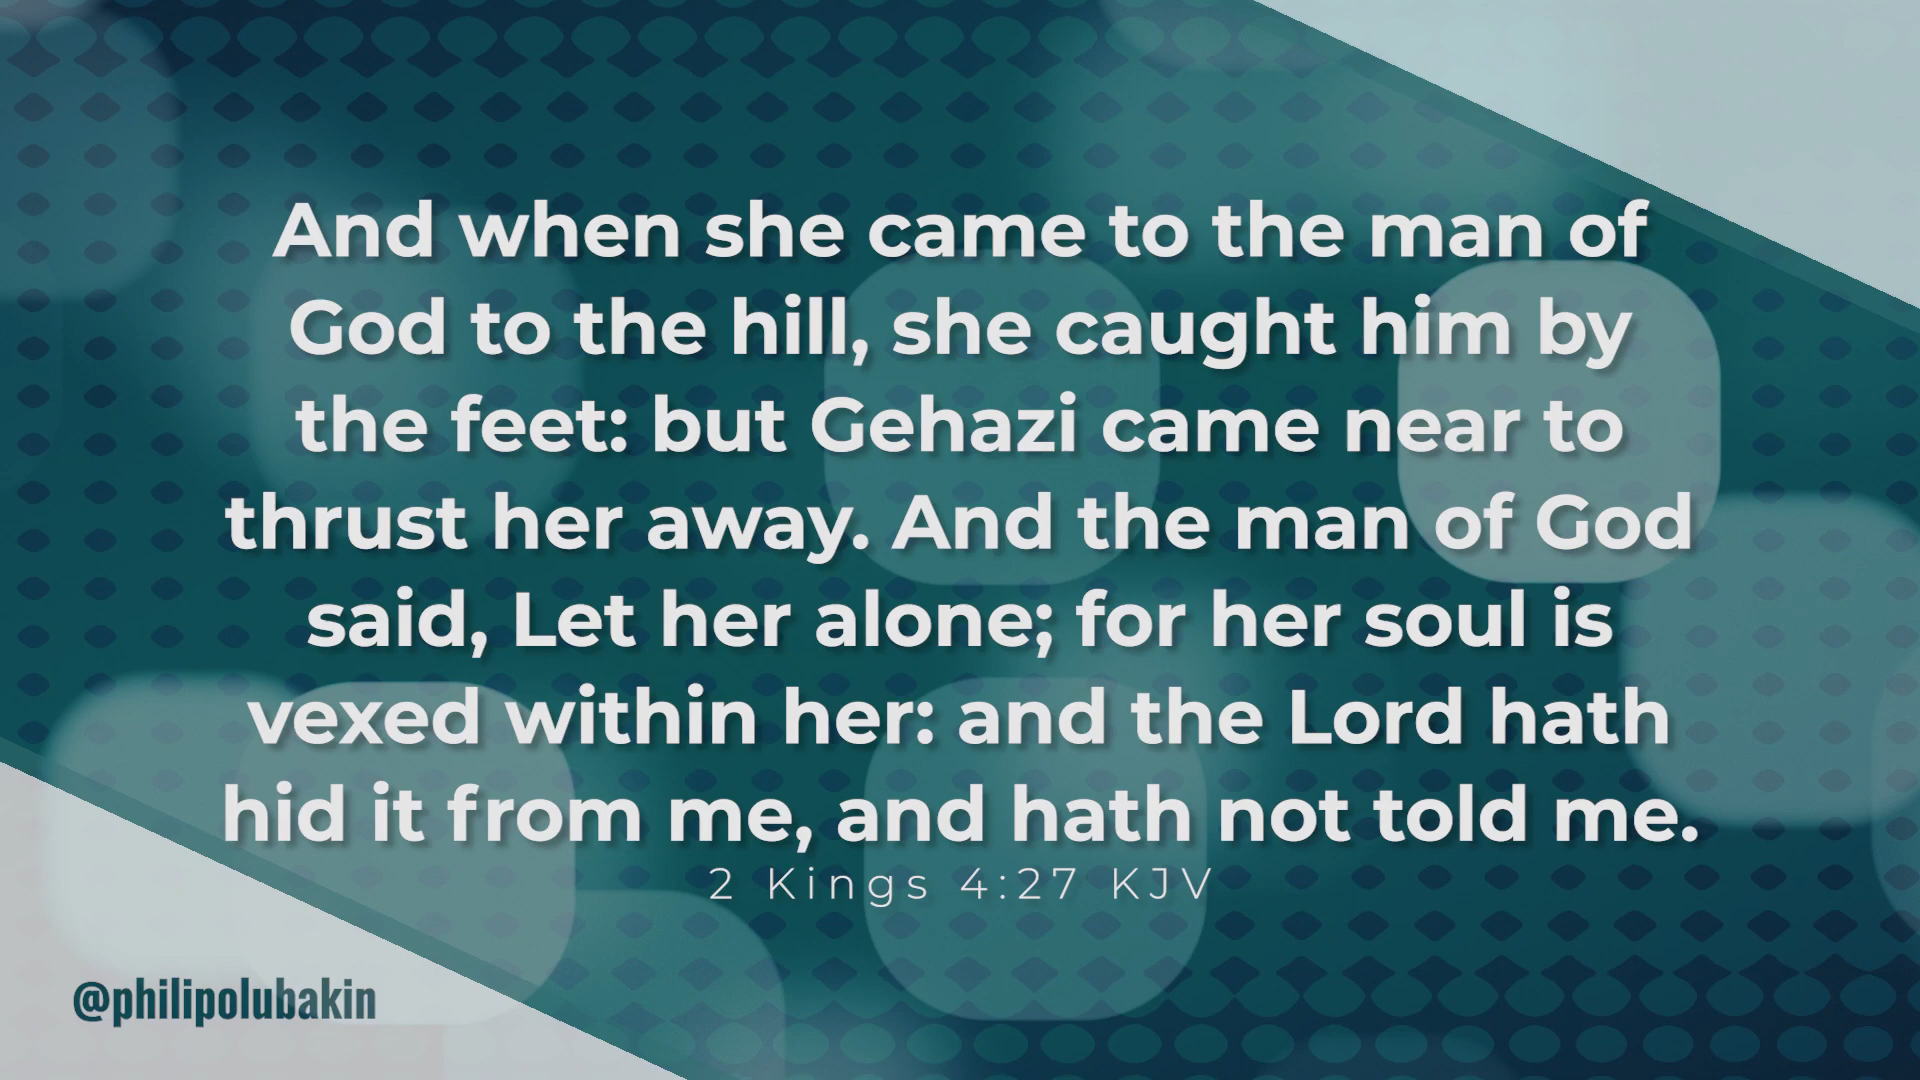 And when she came to the man of
God to the hill, she caught him by
the feet: but Gehazi came near to
thrust her away. And the man of God
said, Let her alone; for her soul is
vexed within her: and the Lord hath
hid it from me, and hath not told me.
2 Kings 4:27 KJV
@philipolubakin